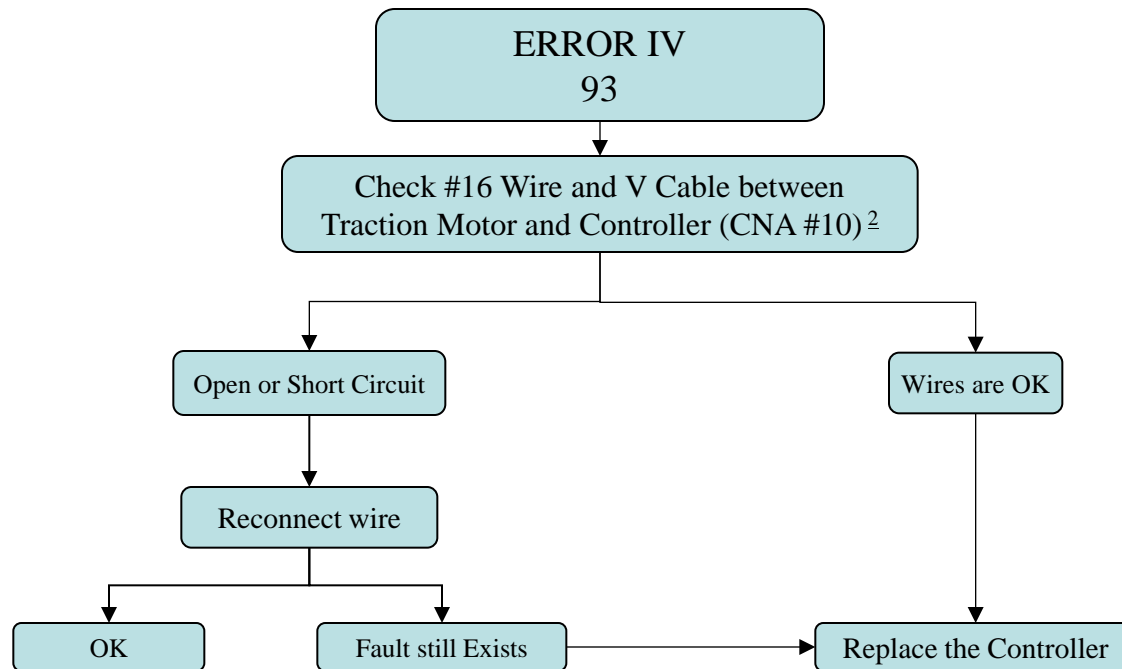 ERROR IV
93
Check #16 Wire and V Cable between
Traction Motor and Controller (CNA #10) 2
Open or Short Circuit
Wires are OK
Reconnect wire
OK
Fault still Exists
Replace the Controller